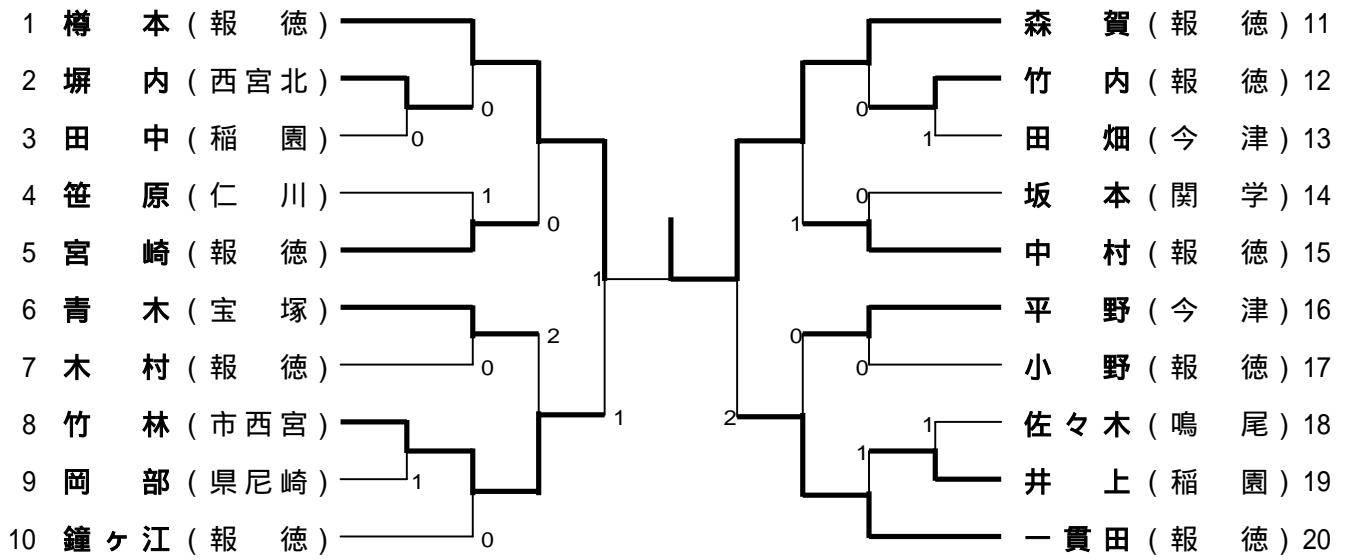 1 樽本 (報徳)
2 塀内 (西宮北)
3 田中 (稲園)
4 笹原 (仁川)
5 宮崎 (報徳)
6 青木 (宝塚)
7 木村 (報徳)
8 竹林 (市西宮)
9 岡部 (県尼崎)
10 鐘ヶ江 (報徳)
0
0
1
0
1
2
0
1
1
0
森賀 (報徳) 11
竹内 (報徳) 12
田畑 (今津) 13
坂本 (関学) 14
中村 (報徳) 15
平野 (今津) 16
小野 (報徳) 17
佐々木 (鳴尾) 18
井上 (稲園) 19
一貫田 (報徳) 20
0
1
0
1
0
0
2
1
1